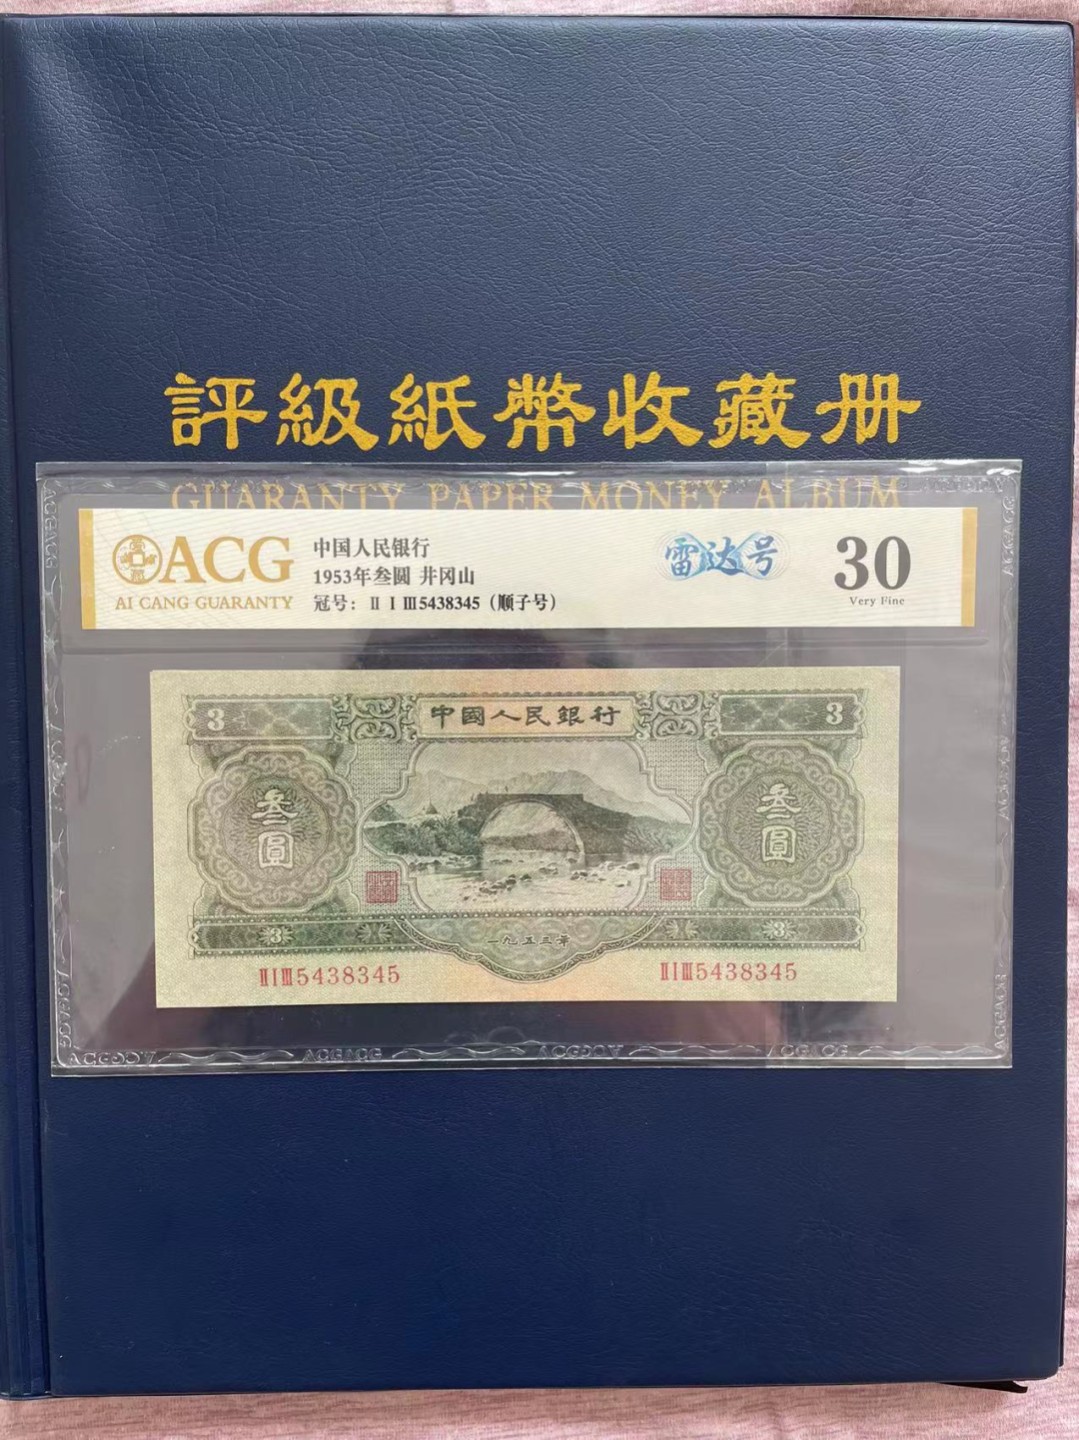 評級紙幣收藏册
GUARANTY PAPER MONEY ALBUM
ACG
AI CANG GUARANTY
中国人民银行
1953年叁圆 井冈山
冠号：Ⅱ Ⅰ Ⅲ5438345（顺子号）
雷达号
30
Very Fine
3 中國人民銀行 3
叁圓 叁圓
3 3
一九五三年
ⅡⅠⅢ5438345 ⅡⅠⅢ5438345